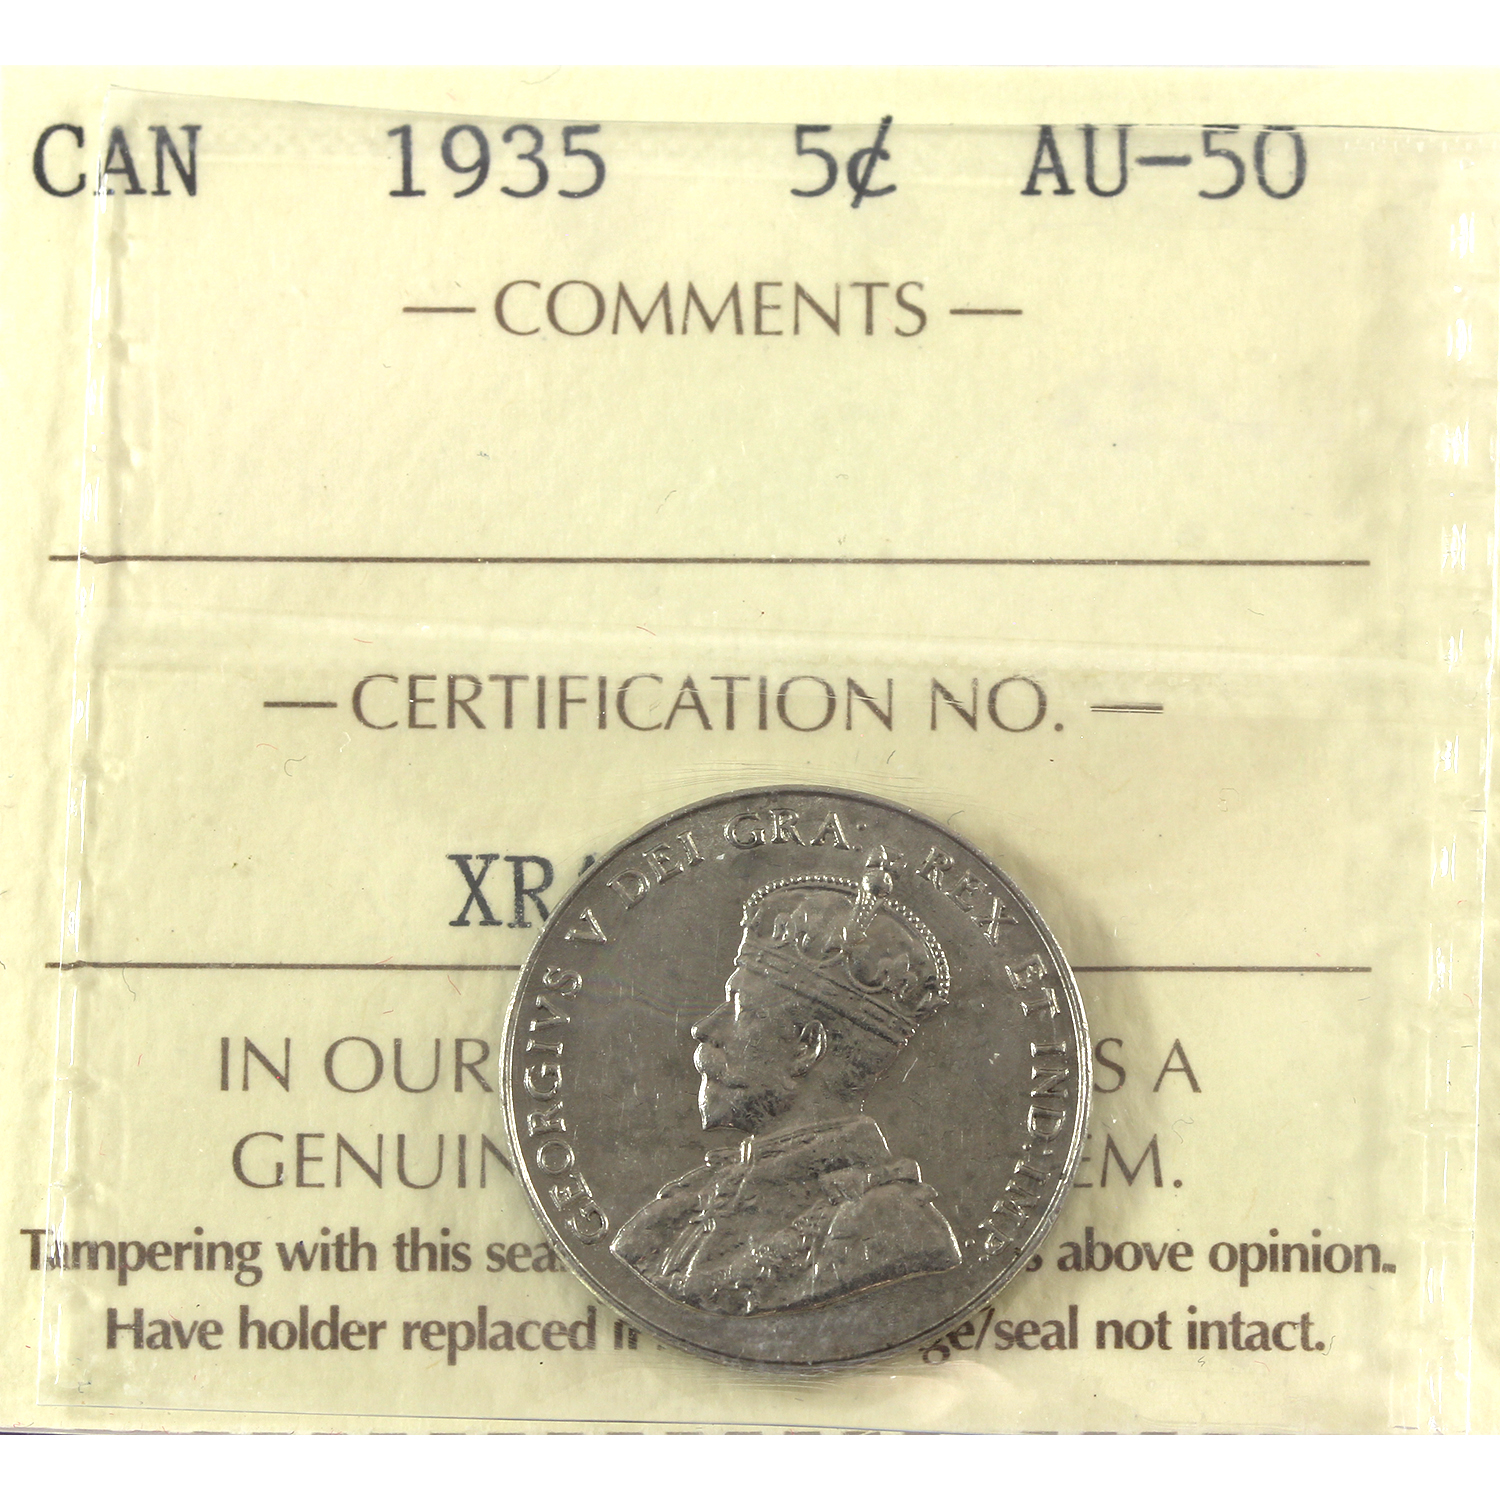 CAN 1935 5¢ AU-50
— COMMENTS —
— CERTIFICATION NO. —
XR
IN OUR S A
GENUIN EM.
Tampering with this sea above opinion.
Have holder replaced ge/seal not intact.
GEORGIVS V DEI GRA: REX ET IND:IMP: